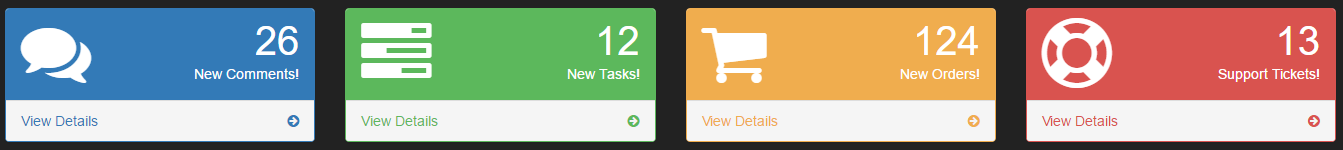 26
New Comments!
View Details
12
New Tasks!
View Details
124
New Orders!
View Details
13
Support Tickets!
View Details